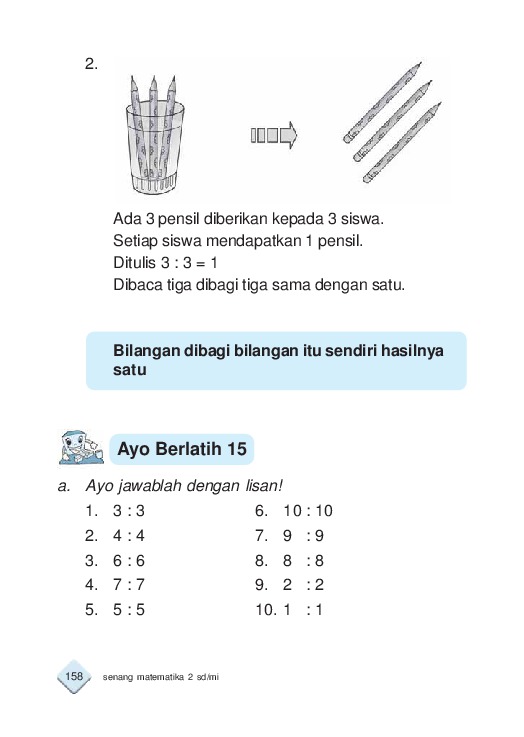 2.
Ada 3 pensil diberikan kepada 3 siswa.
Setiap siswa mendapatkan 1 pensil.
Ditulis 3 : 3 = 1
Dibaca tiga dibagi tiga sama dengan satu.
Bilangan dibagi bilangan itu sendiri hasilnya
satu
Ayo Berlatih 15
a. Ayo jawablah dengan lisan!
1. 3 : 3
2. 4 : 4
3. 6 : 6
4. 7 : 7
5. 5 : 5
6. 10 : 10
7. 9 : 9
8. 8 : 8
9. 2 : 2
10. 1 : 1
158 senang matematika 2 sd/mi